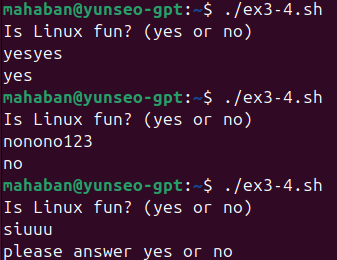 mahaban@yunseo-gpt:~$ ./ex3-4.sh
Is Linux fun? (yes or no)
yesyes
yes
mahaban@yunseo-gpt:~$ ./ex3-4.sh
Is Linux fun? (yes or no)
nonono123
no
mahaban@yunseo-gpt:~$ ./ex3-4.sh
Is Linux fun? (yes or no)
siuuu
please answer yes or no